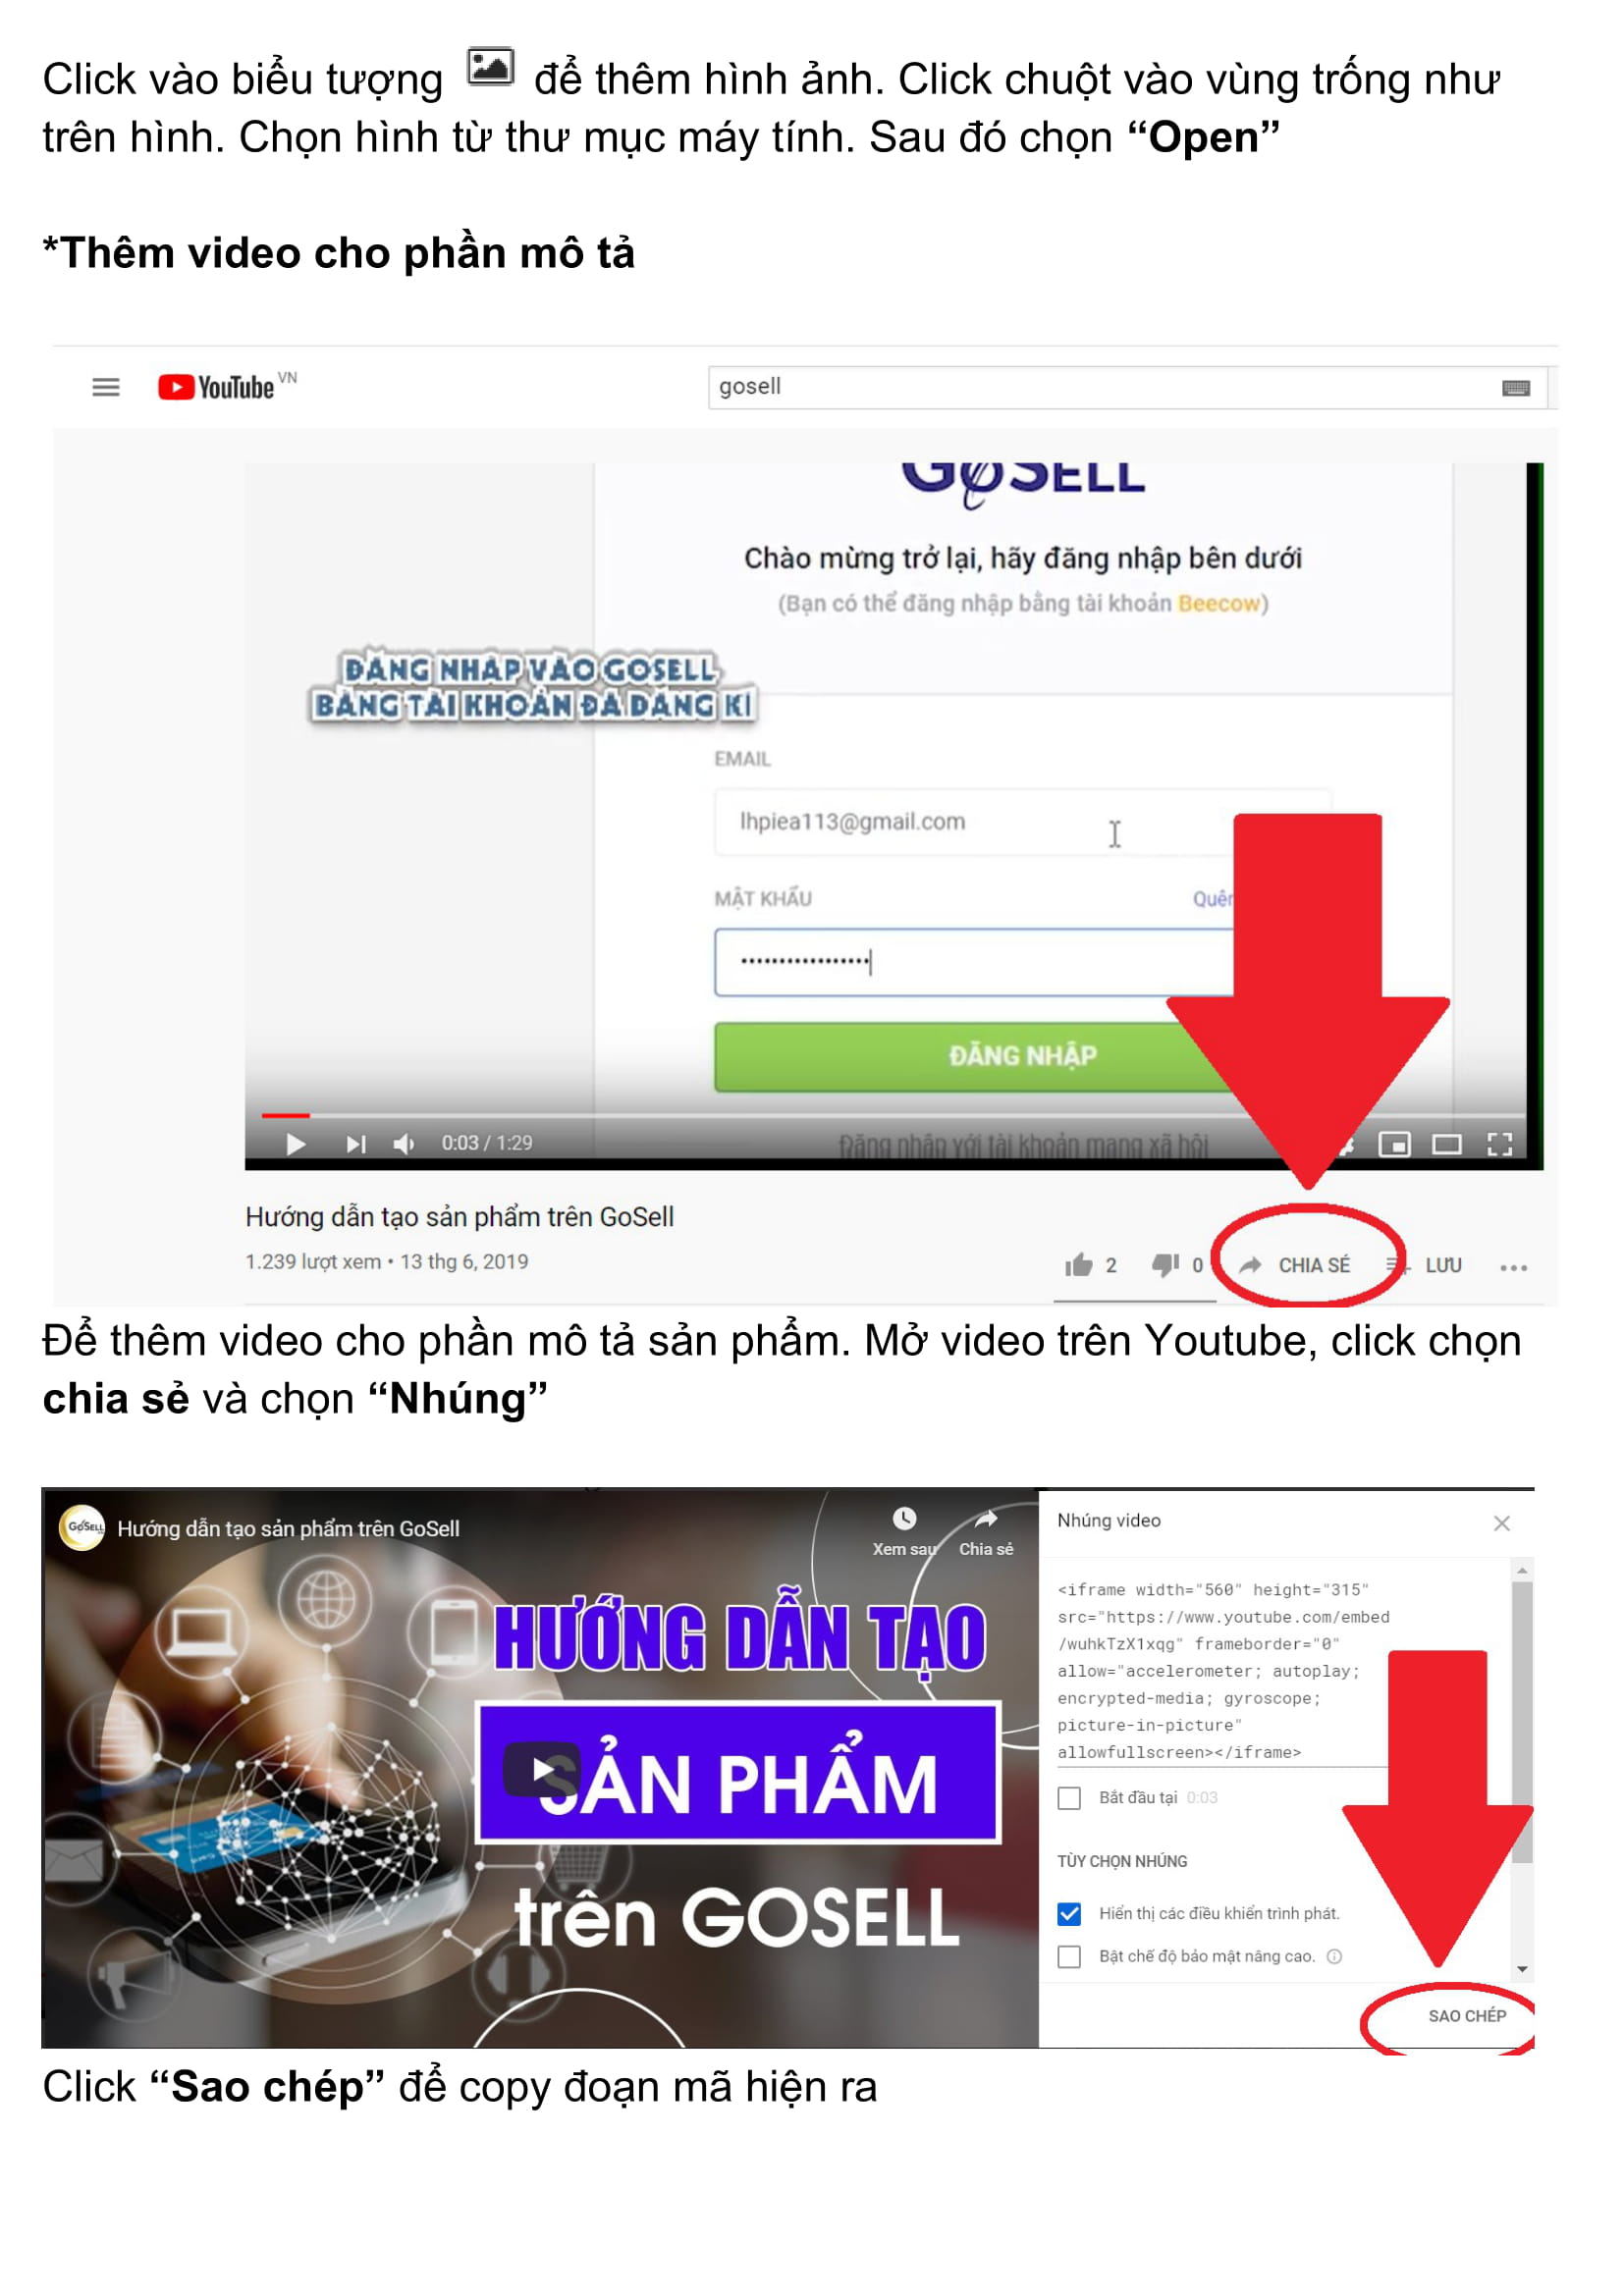 Click vào biểu tượng để thêm hình ảnh. Click chuột vào vùng trống như
trên hình. Chọn hình từ thư mục máy tính. Sau đó chọn “Open”
*Thêm video cho phần mô tả
YouTube VN
gosell
GOSELL
Chào mừng trở lại, hãy đăng nhập bên dưới
(Bạn có thể đăng nhập bằng tài khoản Beecow)
ĐĂNG NHẬP VÀO GOSELL
BẰNG TÀI KHOẢN ĐÃ ĐĂNG KÍ
EMAIL
lhpiea113@gmail.com
MẬT KHẨU
Quên
•••••••••••••••••
ĐĂNG NHẬP
0:03 / 1:29
Đăng nhập với tài khoản mạng xã hội
Hướng dẫn tạo sản phẩm trên GoSell
1.239 lượt xem • 13 thg 6, 2019
2
0
CHIA SẺ
LƯU
Để thêm video cho phần mô tả sản phẩm. Mở video trên Youtube, click chọn
chia sẻ và chọn “Nhúng”
GoSELL
Hướng dẫn tạo sản phẩm trên GoSell
Xem sau
Chia sẻ
HƯỚNG DẪN TẠO
SẢN PHẨM
trên GOSELL
Nhúng video
<iframe width="560" height="315"
src="https://www.youtube.com/embed
/wuhkTzX1xqg" frameborder="0"
allow="accelerometer; autoplay;
encrypted-media; gyroscope;
picture-in-picture"
allowfullscreen></iframe>
Bắt đầu tại 0:03
TÙY CHỌN NHÚNG
Hiển thị các điều khiển trình phát.
Bật chế độ bảo mật nâng cao.
SAO CHÉP
Click “Sao chép” để copy đoạn mã hiện ra